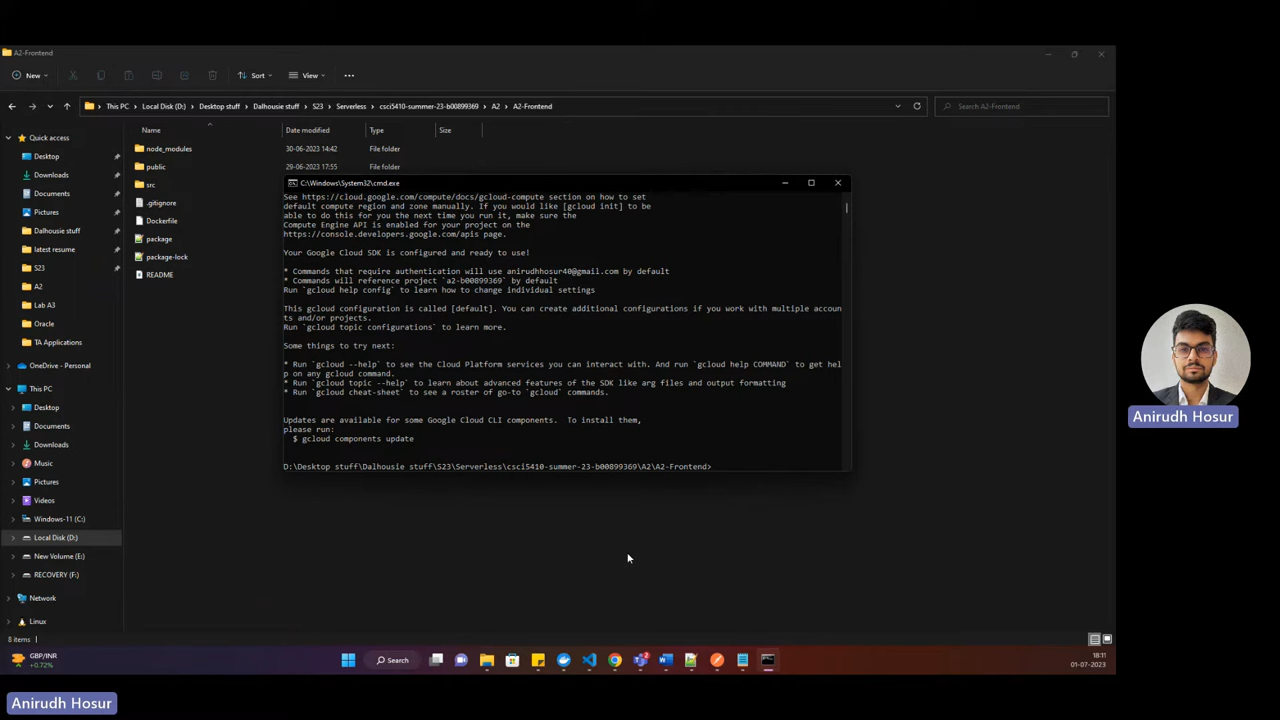 A2-Frontend
New
Sort
View
This PC > Local Disk (D:) > Desktop stuff > Dalhousie stuff > S23 > Serverless > csci5410-summer-23-b00899369 > A2 > A2-Frontend
Search A2-Frontend
Quick access
Desktop
Downloads
Documents
Pictures
Dalhousie stuff
latest resume
S23
A2
Lab A3
Oracle
TA Applications
OneDrive - Personal
This PC
Desktop
Documents
Downloads
Music
Pictures
Videos
Windows-11 (C:)
Local Disk (D:)
New Volume (E:)
RECOVERY (F:)
Network
Linux
8 items
Name Date modified Type Size
node_modules 30-06-2023 14:42 File folder
public 29-06-2023 17:55 File folder
src
.gitignore
Dockerfile
package
package-lock
README
C:\Windows\System32\cmd.exe
See https://cloud.google.com/compute/docs/gcloud-compute section on how to set
default compute region and zone manually. If you would like [gcloud init] to be
able to do this for you the next time you run it, make sure the
Compute Engine API is enabled for your project on the
https://console.developers.google.com/apis page.
Your Google Cloud SDK is configured and ready to use!
* Commands that require authentication will use anirudhhosur40@gmail.com by default
* Commands will reference project `a2-b00899369` by default
Run `gcloud help config` to learn how to change individual settings
This gcloud configuration is called [default]. You can create additional configurations if you work with multiple accoun
ts and/or projects.
Run `gcloud topic configurations` to learn more.
Some things to try next:
* Run `gcloud --help` to see the Cloud Platform services you can interact with. And run `gcloud help COMMAND` to get hel
p on any gcloud command.
* Run `gcloud topic --help` to learn about advanced features of the SDK like arg files and output formatting
* Run `gcloud cheat-sheet` to see a roster of go-to `gcloud` commands.
Updates are available for some Google Cloud CLI components.  To install them,
please run:
$ gcloud components update
D:\Desktop stuff\Dalhousie stuff\S23\Serverless\csci5410-summer-23-b00899369\A2\A2-Frontend>
GBP/INR
+0.72%
Search
2
18:11
01-07-2023
Anirudh Hosur
Anirudh Hosur